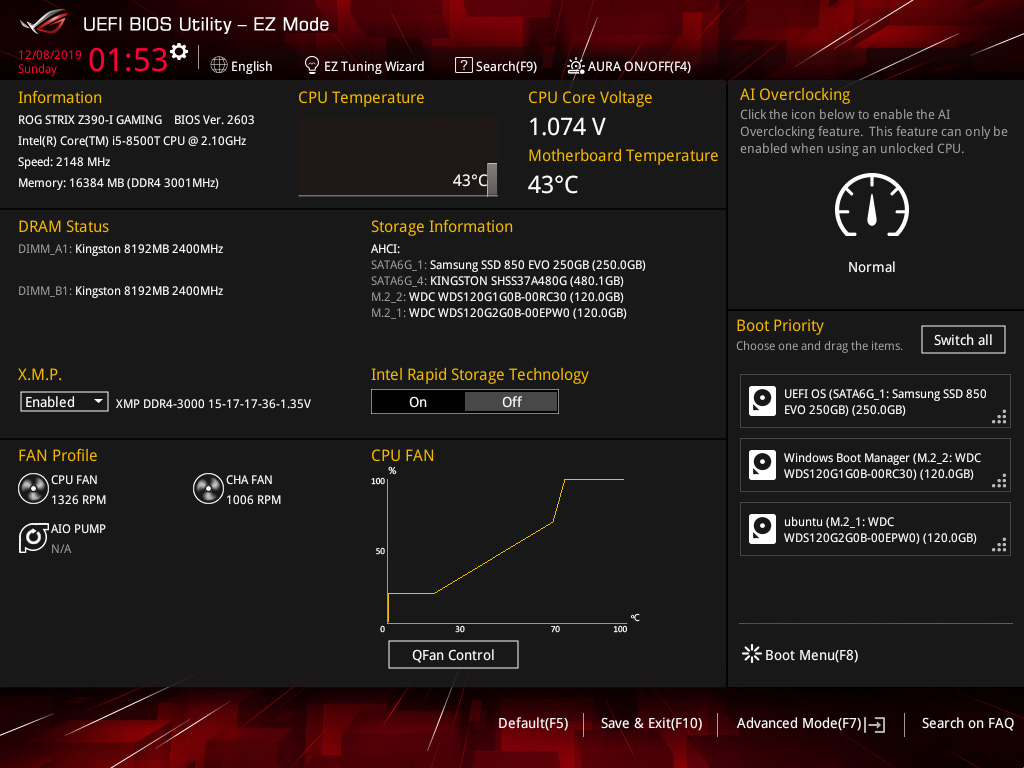 UEFI BIOS Utility – EZ Mode
12/08/2019
Sunday
01:53
English
EZ Tuning Wizard
? Search(F9)
AURA ON/OFF(F4)
Information
ROG STRIX Z390-I GAMING BIOS Ver. 2603
Intel(R) Core(TM) i5-8500T CPU @ 2.10GHz
Speed: 2148 MHz
Memory: 16384 MB (DDR4 3001MHz)
CPU Temperature
43°C
CPU Core Voltage
1.074 V
Motherboard Temperature
43°C
AI Overclocking
Click the icon below to enable the AI
Overclocking feature. This feature can only be
enabled when using an unlocked CPU.
Normal
DRAM Status
DIMM_A1: Kingston 8192MB 2400MHz
DIMM_B1: Kingston 8192MB 2400MHz
Storage Information
AHCI:
SATA6G_1: Samsung SSD 850 EVO 250GB (250.0GB)
SATA6G_4: KINGSTON SHSS37A480G (480.1GB)
M.2_2: WDC WDS120G1G0B-00RC30 (120.0GB)
M.2_1: WDC WDS120G2G0B-00EPW0 (120.0GB)
X.M.P.
Enabled
XMP DDR4-3000 15-17-17-36-1.35V
Intel Rapid Storage Technology
On Off
Boot Priority
Choose one and drag the items.
Switch all
UEFI OS (SATA6G_1: Samsung SSD 850
EVO 250GB) (250.0GB)
Windows Boot Manager (M.2_2: WDC
WDS120G1G0B-00RC30) (120.0GB)
ubuntu (M.2_1: WDC
WDS120G2G0B-00EPW0) (120.0GB)
FAN Profile
CPU FAN
1326 RPM
CHA FAN
1006 RPM
AIO PUMP
N/A
CPU FAN
%
100
50
0 30 70 100
°C
QFan Control
Boot Menu(F8)
Default(F5)
Save & Exit(F10)
Advanced Mode(F7)
Search on FAQ